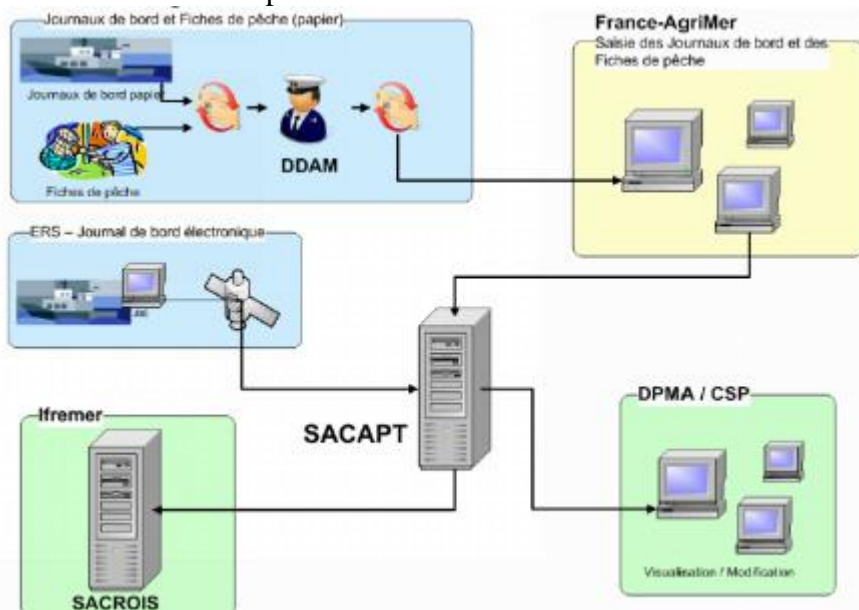 Journaux de bord et Fiches de pêche (papier)
Journaux de bord papier
Fiches de pêche
DDAM
France-AgriMer
Saisie des Journaux de bord et des
Fiches de pêche
ERS – Journal de bord électronique
SACAPT
Ifremer
SACROIS
DPMA / CSP
Visualisation / Modification